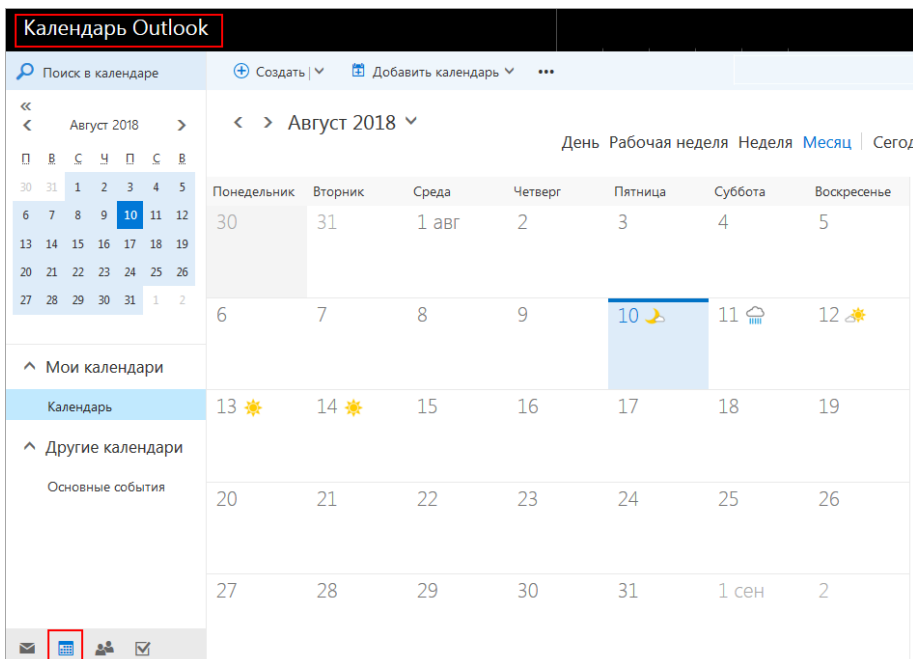 Календарь Outlook
Поиск в календаре
Создать | Добавить календарь •••
Август 2018
П В С Ч П С В
30 31 1 2 3 4 5
6 7 8 9 10 11 12
13 14 15 16 17 18 19
20 21 22 23 24 25 26
27 28 29 30 31 1 2
Мои календари
Календарь
Другие календари
Основные события
Август 2018
День Рабочая неделя Неделя Месяц Сегод
Понедельник Вторник Среда Четверг Пятница Суббота Воскресенье
30 31 1 авг 2 3 4 5
6 7 8 9 10 11 12
13 14 15 16 17 18 19
20 21 22 23 24 25 26
27 28 29 30 31 1 сен 2